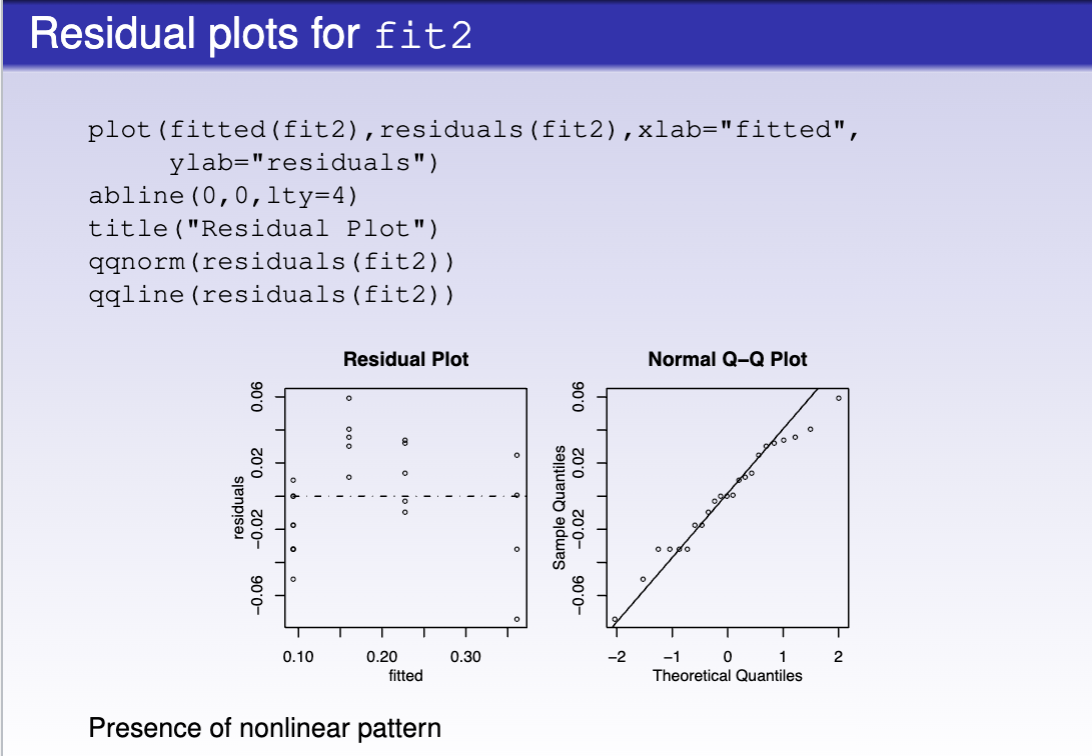 Residual plots for fit2
plot(fitted(fit2),residuals(fit2),xlab="fitted",
ylab="residuals")
abline(0,0,lty=4)
title("Residual Plot")
qqnorm(residuals(fit2))
qqline(residuals(fit2))
Residual Plot
residuals
0.06
0.02
−0.02
−0.06
0.10 0.20 0.30
fitted
Normal Q−Q Plot
Sample Quantiles
0.06
0.02
−0.02
−0.06
−2 −1 0 1 2
Theoretical Quantiles
Presence of nonlinear pattern